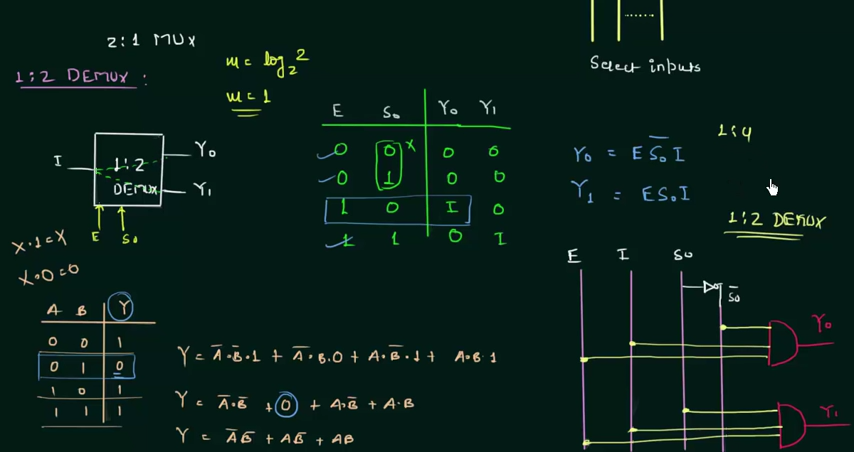 2:1 MUX
1:2 DEMUX :
m = log₂ 2
m = 1
Select inputs
I
1:2
DEMUX
Y₀
Y₁
E S₀
X·1=X
X·0=0
E S₀ Y₀ Y₁
0 0 x 0 0
0 1 0 0
1 0 I 0
1 1 0 I
Y₀ = E S̅₀ I
Y₁ = E S₀ I
1:4
1:2 DEMUX
E I S₀
S̅₀
Y₀
Y₁
A B Y
0 0 1
0 1 0
1 0 1
1 1 1
Y = A̅·B̅·1 + A̅·B·0 + A·B̅·1 + A·B·1
Y = A̅·B̅ + 0 + A·B̅ + A·B
Y = A̅B̅ + AB̅ + AB